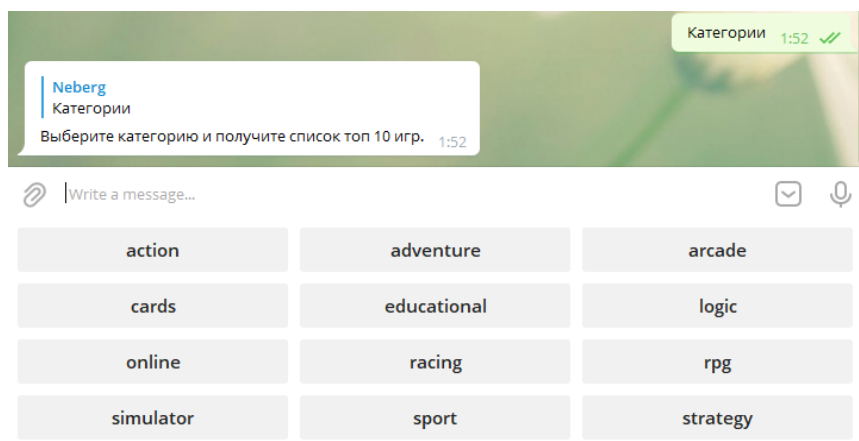 Категории 1:52
Neberg
Категории
Выберите категорию и получите список топ 10 игр. 1:52
Write a message...
action adventure arcade
cards educational logic
online racing rpg
simulator sport strategy